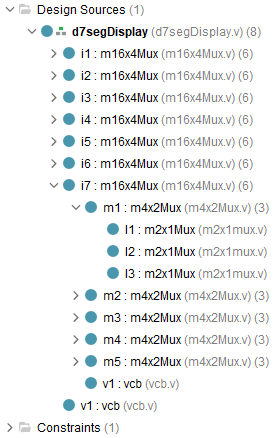 Design Sources (1)
d7segDisplay (d7segDisplay.v) (8)
i1 : m16x4Mux (m16x4Mux.v) (6)
i2 : m16x4Mux (m16x4Mux.v) (6)
i3 : m16x4Mux (m16x4Mux.v) (6)
i4 : m16x4Mux (m16x4Mux.v) (6)
i5 : m16x4Mux (m16x4Mux.v) (6)
i6 : m16x4Mux (m16x4Mux.v) (6)
i7 : m16x4Mux (m16x4Mux.v) (6)
m1 : m4x2Mux (m4x2Mux.v) (3)
I1 : m2x1Mux (m2x1mux.v)
I2 : m2x1Mux (m2x1mux.v)
I3 : m2x1Mux (m2x1mux.v)
m2 : m4x2Mux (m4x2Mux.v) (3)
m3 : m4x2Mux (m4x2Mux.v) (3)
m4 : m4x2Mux (m4x2Mux.v) (3)
m5 : m4x2Mux (m4x2Mux.v) (3)
v1 : vcb (vcb.v)
v1 : vcb (vcb.v)
Constraints (1)